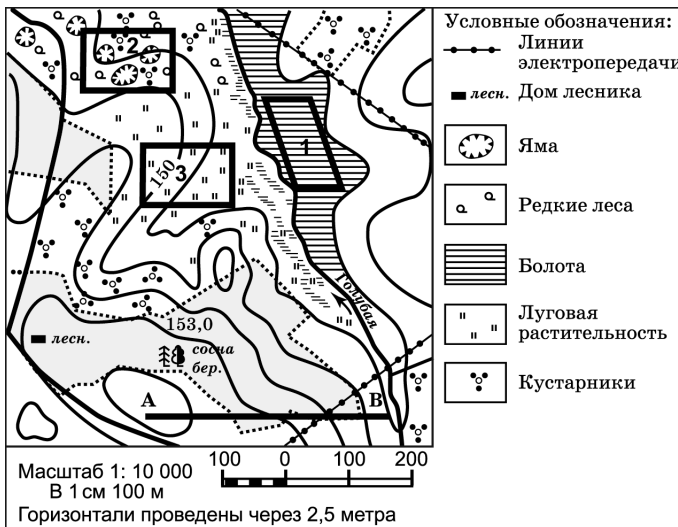 2
1
3
150
Голубая
153,0
лесн.
сосна
бер.
А
В
Условные обозначения:
Линии
электропередачи
лесн.
Дом лесника
Яма
Редкие леса
Болота
Луговая
растительность
Кустарники
Масштаб 1: 10 000
В 1 см 100 м
100 0 100 200
Горизонтали проведены через 2,5 метра